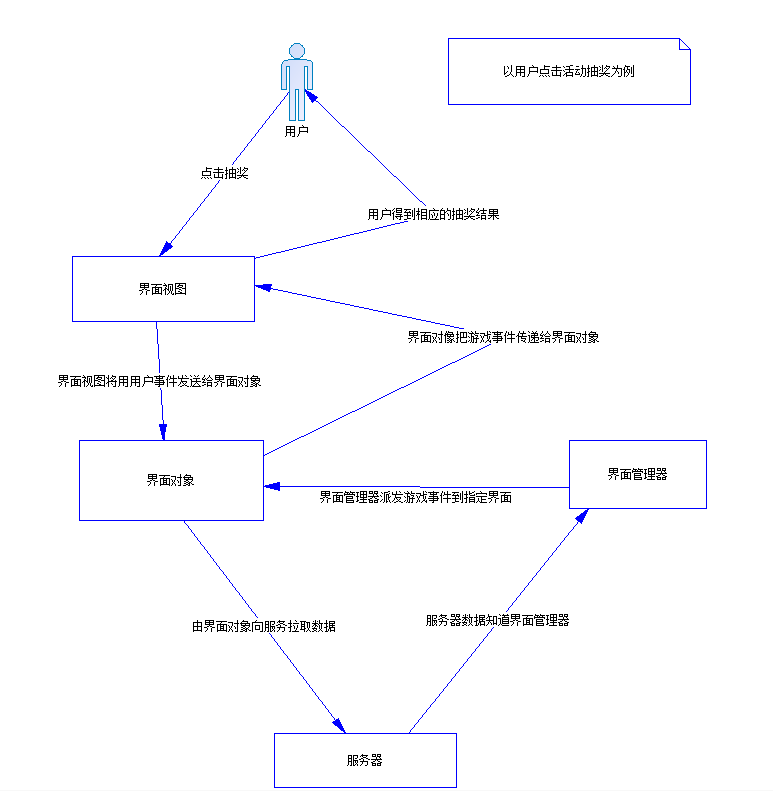 以用户点击活动抽奖为例
用户
点击抽奖
用户得到相应的抽奖结果
界面视图
界面对像把游戏事件传递给界面对象
界面视图将用用户事件发送给界面对象
界面对象
界面管理器
界面管理器派发游戏事件到指定界面
由界面对象向服务拉取数据
服务器数据知道界面管理器
服务器